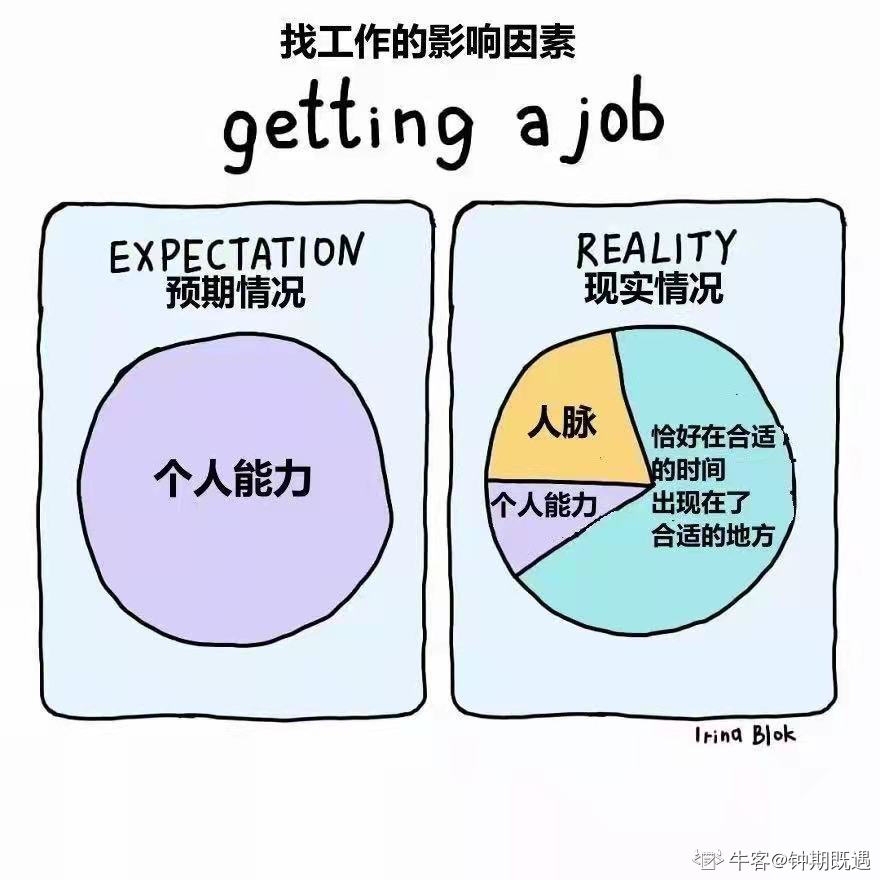 找工作的影响因素
getting a job
EXPECTATION
预期情况
个人能力
REALITY
现实情况
人脉
个人能力
恰好在合适
的时间
出现在了
合适的地方
Irina Blok
牛客@钟期既遇